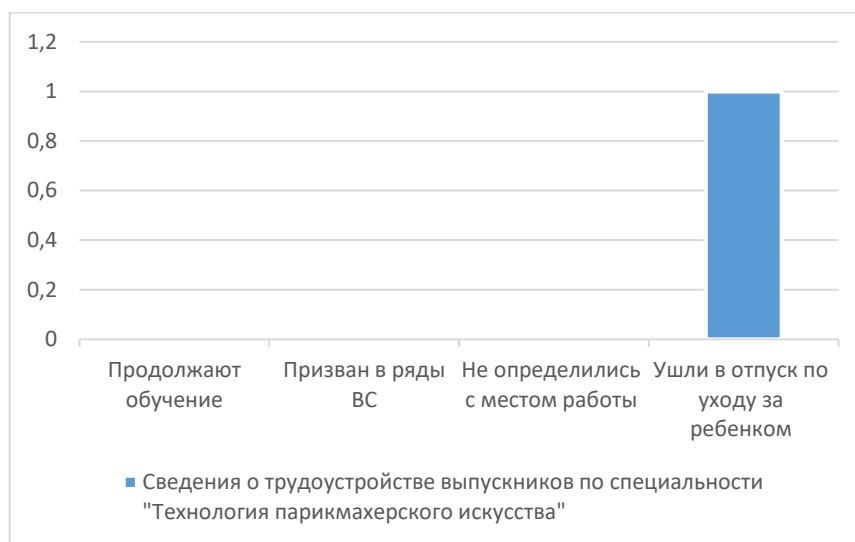 1,2
1
0,8
0,6
0,4
0,2
0
Продолжают
обучение
Призван в ряды
ВС
Не определились
с местом работы
Ушли в отпуск по
уходу за
ребенком
Сведения о трудоустройстве выпускников по специальности
"Технология парикмахерского искусства"